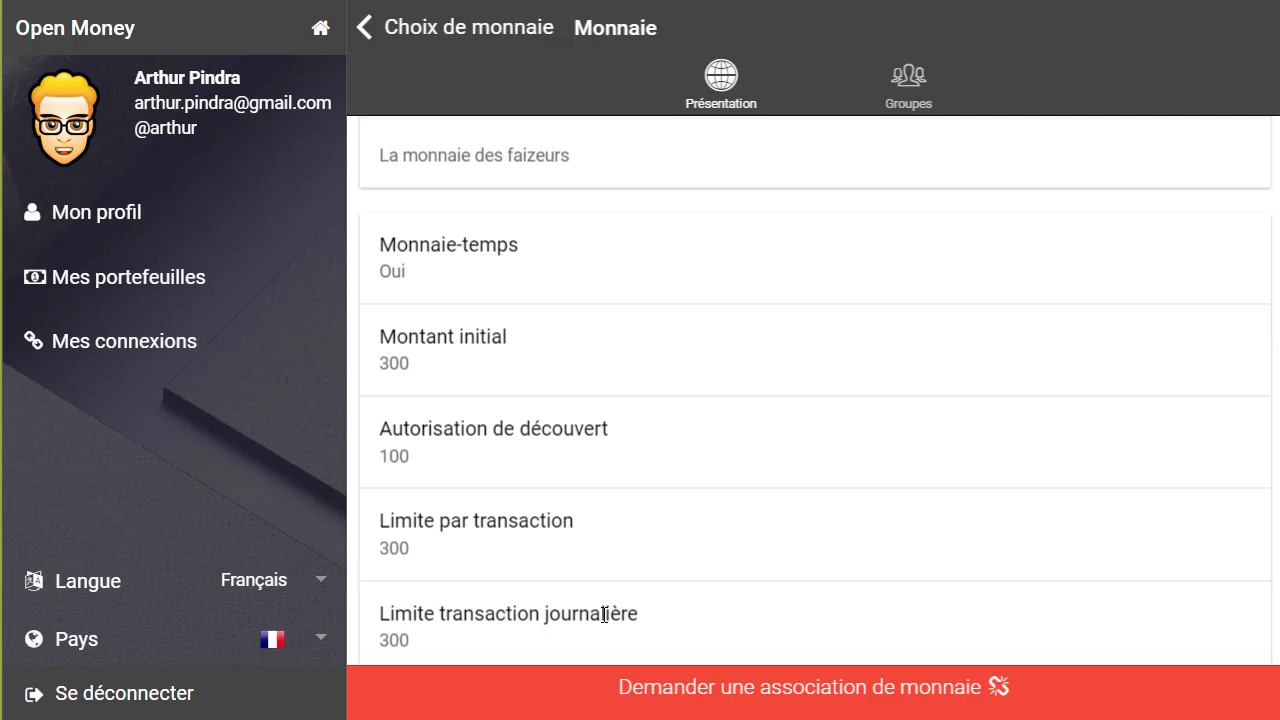 Open Money
Arthur Pindra
arthur.pindra@gmail.com
@arthur
Mon profil
Mes portefeuilles
Mes connexions
Langue Français
Pays
Se déconnecter
Choix de monnaie Monnaie
Présentation Groupes
La monnaie des faizeurs
Monnaie-temps
Oui
Montant initial
300
Autorisation de découvert
100
Limite par transaction
300
Limite transaction journalière
300
Demander une association de monnaie